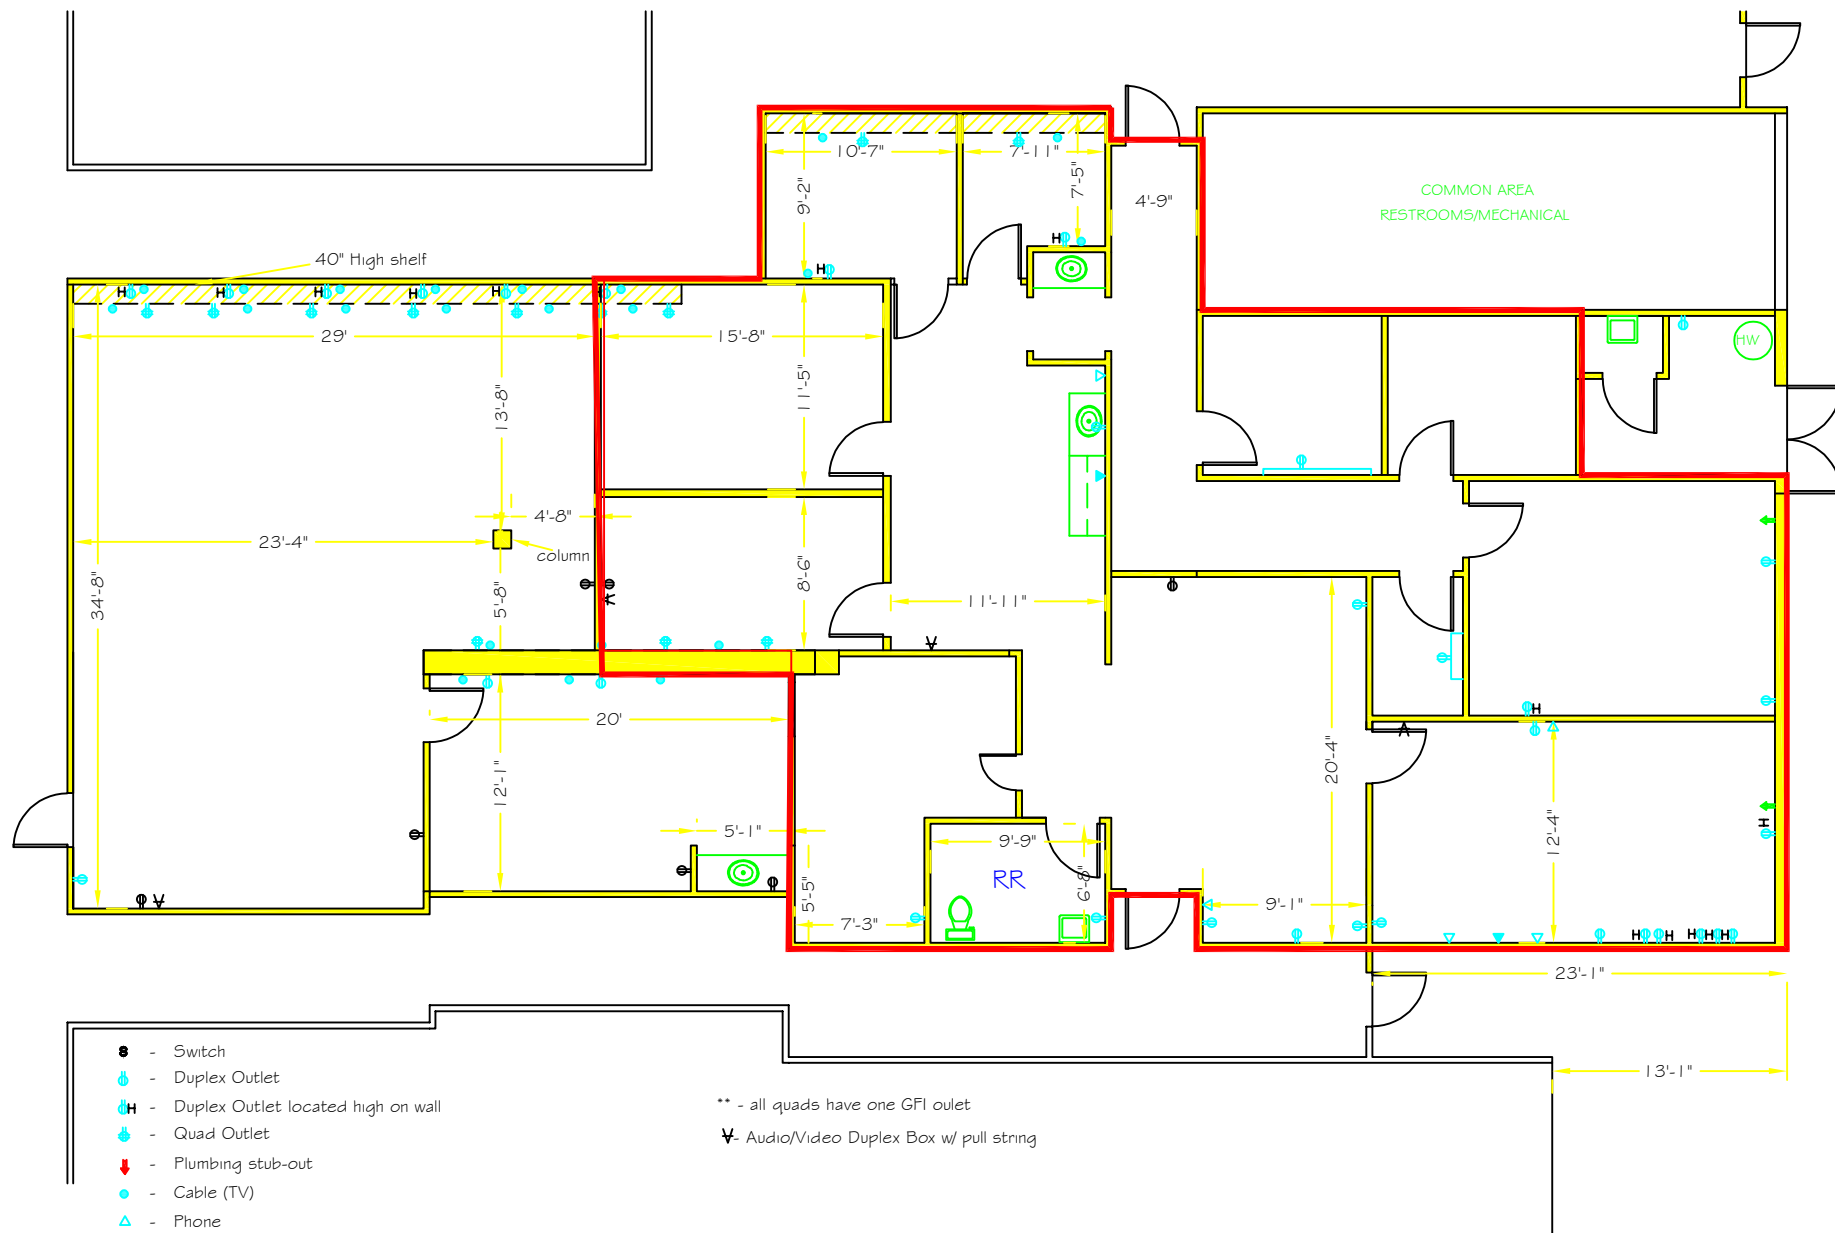 COMMON AREA
RESTROOMS/MECHANICAL
10'-7"
7'-11"
9'-2"
7'-5"
4'-9"
40" High shelf
29'
15'-8"
HW
13'-8"
11'-5"
4'-8"
23'-4"
column
34'-8"
5'-8"
8'-6"
11'-11"
20'
20'-4"
12'-1"
5'-1"
9'-9"
12'-4"
RR
6'-8"
5'-5"
7'-3"
9'-1"
23'-1"
13'-1"
- Switch
- Duplex Outlet
H - Duplex Outlet located high on wall
- Quad Outlet
- Plumbing stub-out
- Cable (TV)
- Phone
** - all quads have one GFI oulet
- Audio/Video Duplex Box w/ pull string